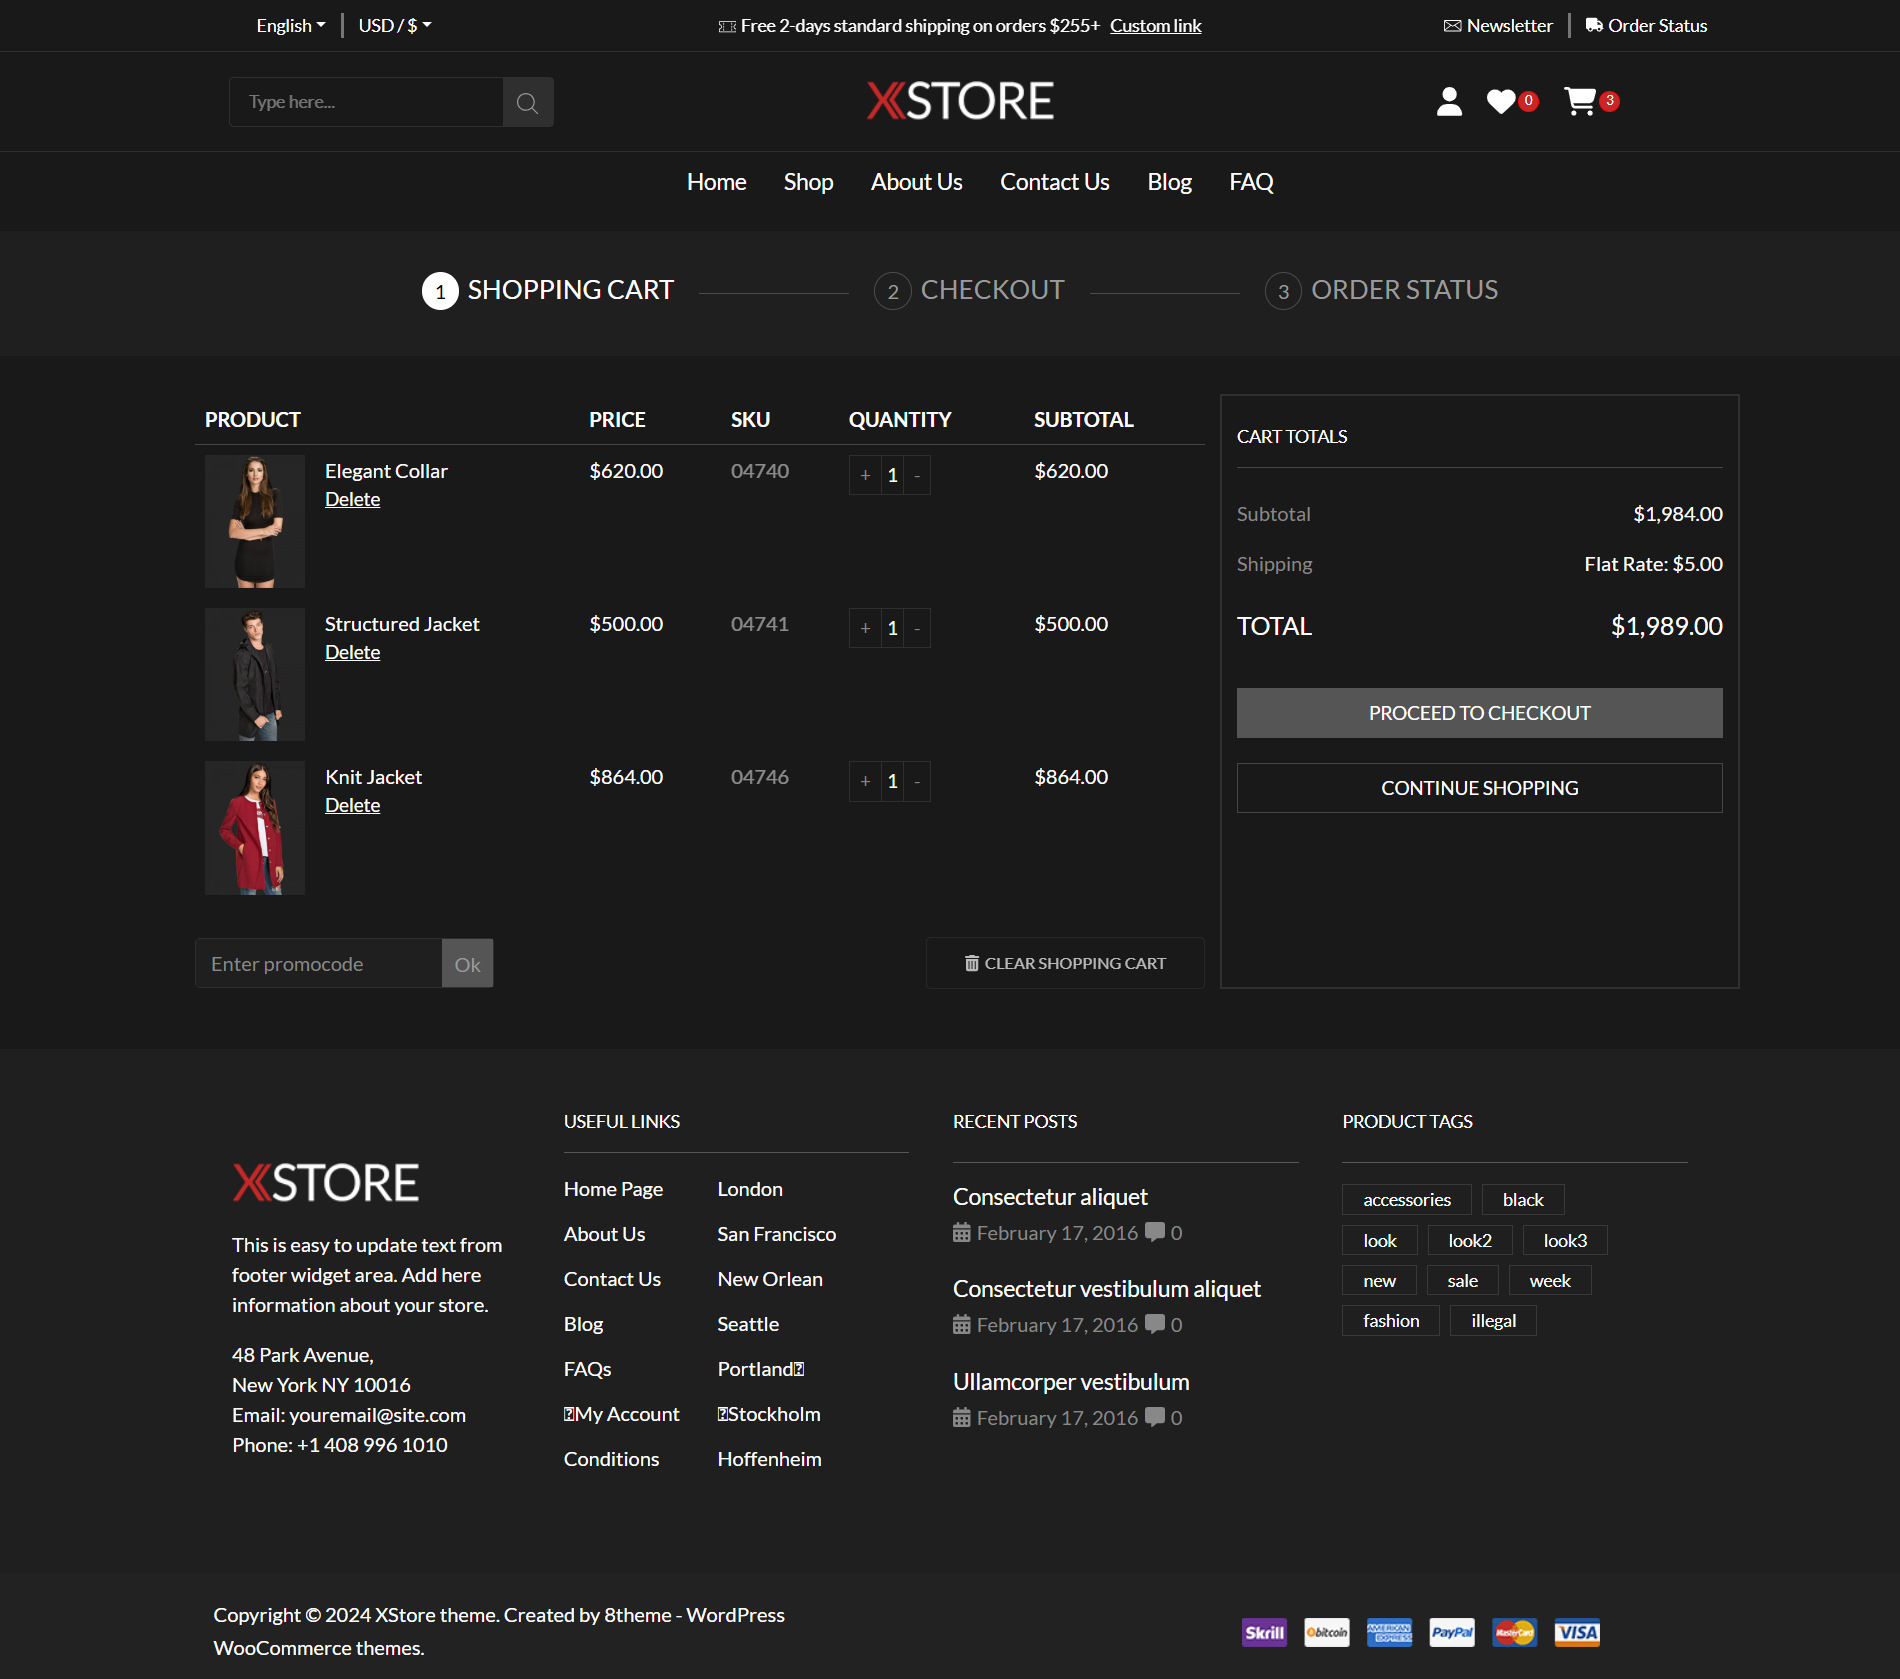 English
USD / $
Free 2-days standard shipping on orders $255+ Custom link
Newsletter
Order Status
Type here...
XSTORE
0
3
Home
Shop
About Us
Contact Us
Blog
FAQ
1 SHOPPING CART
2 CHECKOUT
3 ORDER STATUS
PRODUCT PRICE SKU QUANTITY SUBTOTAL
Elegant Collar $620.00 04740 + 1 - $620.00
Delete
Structured Jacket $500.00 04741 + 1 - $500.00
Delete
Knit Jacket $864.00 04746 + 1 - $864.00
Delete
Enter promocode
Ok
CLEAR SHOPPING CART
CART TOTALS
Subtotal $1,984.00
Shipping Flat Rate: $5.00
TOTAL $1,989.00
PROCEED TO CHECKOUT
CONTINUE SHOPPING
XSTORE
This is easy to update text from
footer widget area. Add here
information about your store.
48 Park Avenue,
New York NY 10016
Email: youremail@site.com
Phone: +1 408 996 1010
USEFUL LINKS
Home Page
About Us
Contact Us
Blog
FAQs
My Account
Conditions
London
San Francisco
New Orlean
Seattle
Portland
Stockholm
Hoffenheim
RECENT POSTS
Consectetur aliquet
February 17, 2016 0
Consectetur vestibulum aliquet
February 17, 2016 0
Ullamcorper vestibulum
February 17, 2016 0
PRODUCT TAGS
accessories
black
look
look2
look3
new
sale
week
fashion
illegal
Copyright © 2024 XStore theme. Created by 8theme - WordPress
WooCommerce themes.
Skrill
bitcoin
AMERICAN EXPRESS
PayPal
MasterCard
VISA